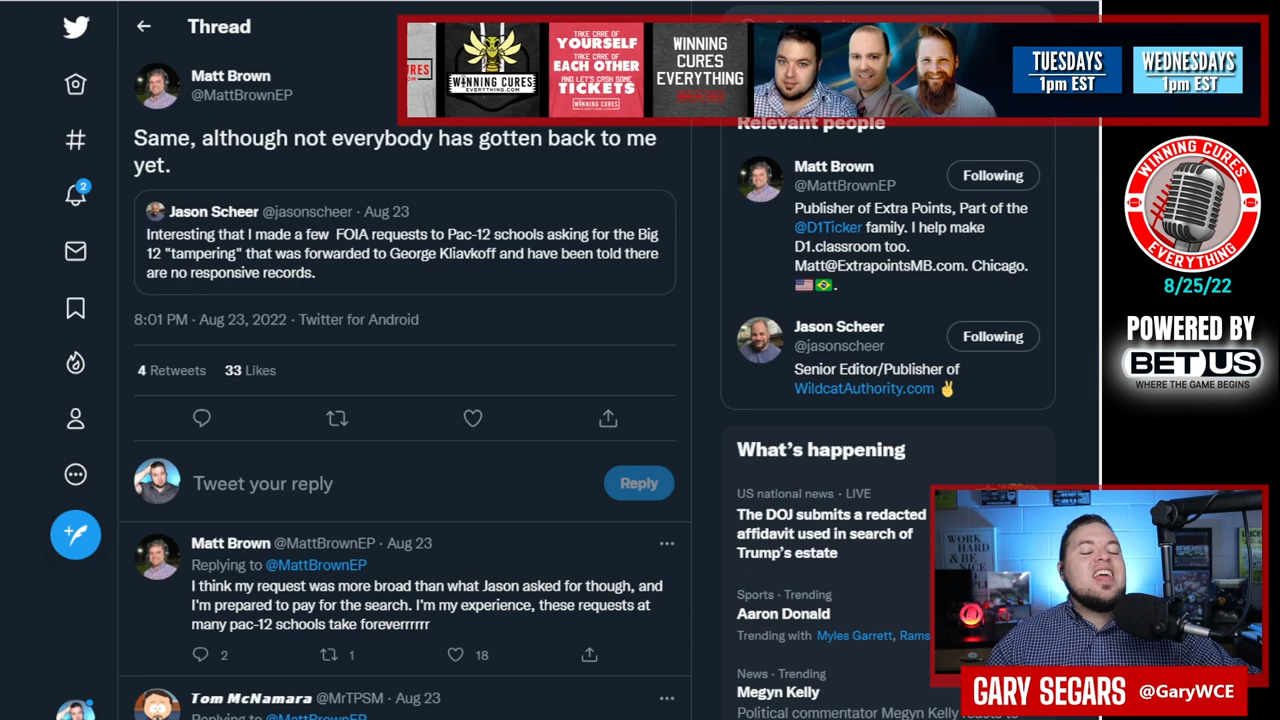 Thread
Matt Brown
@MattBrownEP
Same, although not everybody has gotten back to me
yet.
Jason Scheer @jasonscheer · Aug 23
Interesting that I made a few FOIA requests to Pac-12 schools asking for the Big
12 "tampering" that was forwarded to George Kliavkoff and have been told there
are no responsive records.
8:01 PM · Aug 23, 2022 · Twitter for Android
4 Retweets 33 Likes
Tweet your reply
Reply
Matt Brown @MattBrownEP · Aug 23
Replying to @MattBrownEP
I think my request was more broad than what Jason asked for though, and
I'm prepared to pay for the search. I'm my experience, these requests at
many pac-12 schools take foreverrrrrr
2 1 18
Tom McNamara @MrTPSM · Aug 23
Replying to @MattBrownEP
2
WINNING CURES
EVERYTHING.COM
TAKE CARE OF
YOURSELF
TAKE CARE OF
EACH OTHER
AND LET'S CASH SOME
TICKETS
WINNING CURES
WINNING
CURES
EVERYTHING
TUESDAYS
1pm EST
WEDNESDAYS
1pm EST
Relevant people
Matt Brown
@MattBrownEP
Following
Publisher of Extra Points, Part of the
@D1Ticker family. I help make
D1.classroom too.
Matt@ExtrapointsMB.com. Chicago.
Jason Scheer
@jasonscheer
Following
Senior Editor/Publisher of
WildcatAuthority.com
What's happening
US national news · LIVE
The DOJ submits a redacted
affidavit used in search of
Trump's estate
Sports · Trending
Aaron Donald
Trending with Myles Garrett, Rams
News · Trending
Megyn Kelly
Political commentator Megyn Kelly reacts to
WINNING CURES
EVERYTHING
8/25/22
POWERED BY
BETUS
WHERE THE GAME BEGINS
WORK
HARD &
BE NICE
GARY SEGARS @GaryWCE